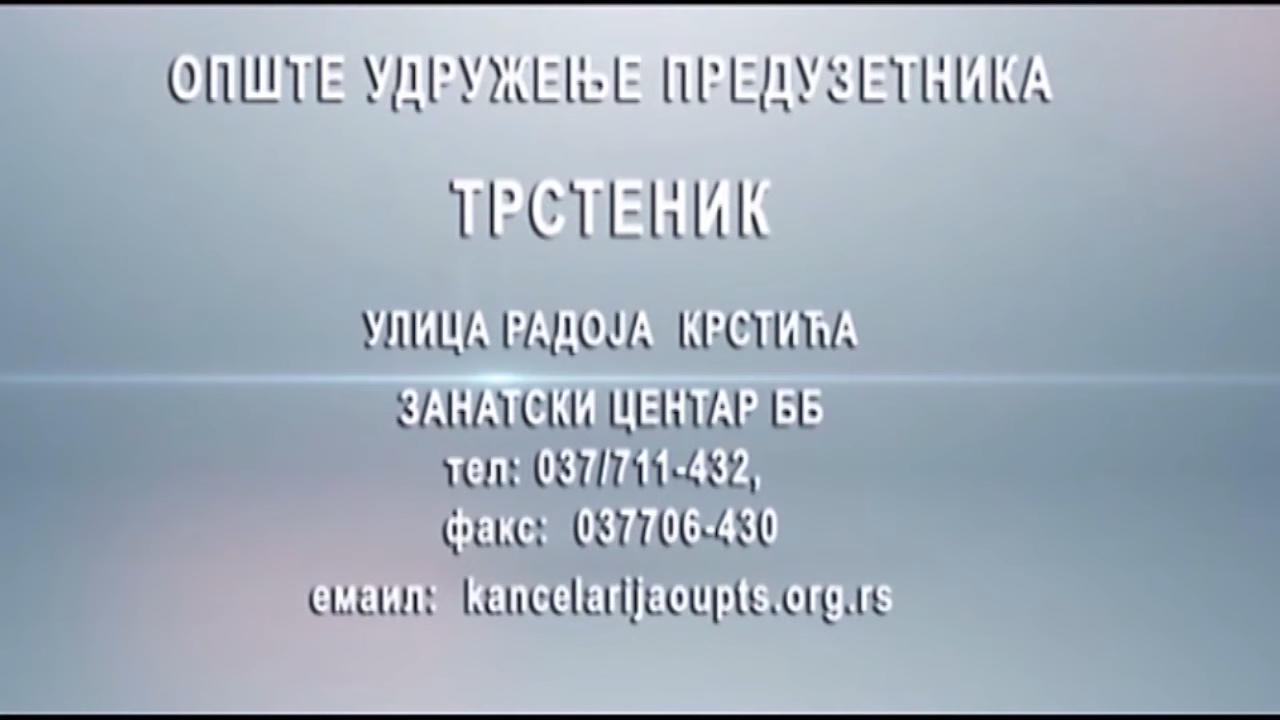 ОПШТЕ УДРУЖЕЊЕ ПРЕДУЗЕТНИКА
ТРСТЕНИК
УЛИЦА РАДОЈА КРСТИЋА
ЗАНАТСКИ ЦЕНТАР ББ
тел: 037/711-432,
факс: 037706-430
емаил: kancelarijaoupts.org.rs